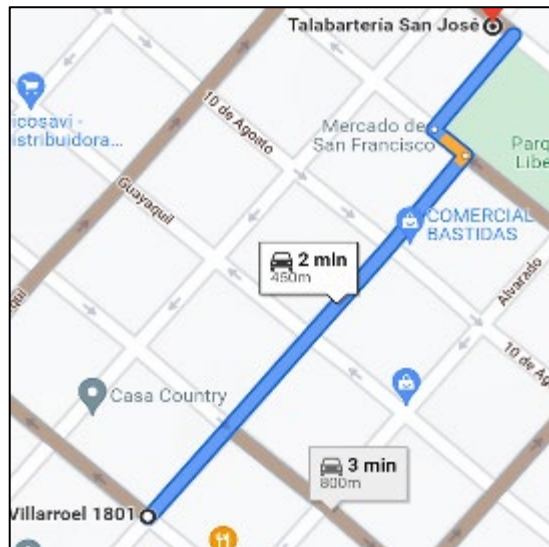 Talabartería San José
icosavi -
istribuidora...
10 de Agosto
Mercado de
San Francisco
Parq
Libe
Guayaquil
COMERCIAL
BASTIDAS
2 min
450m
Alvarado
10 de Ag
qui
Casa Country
3 min
800m
Villarroel 1801